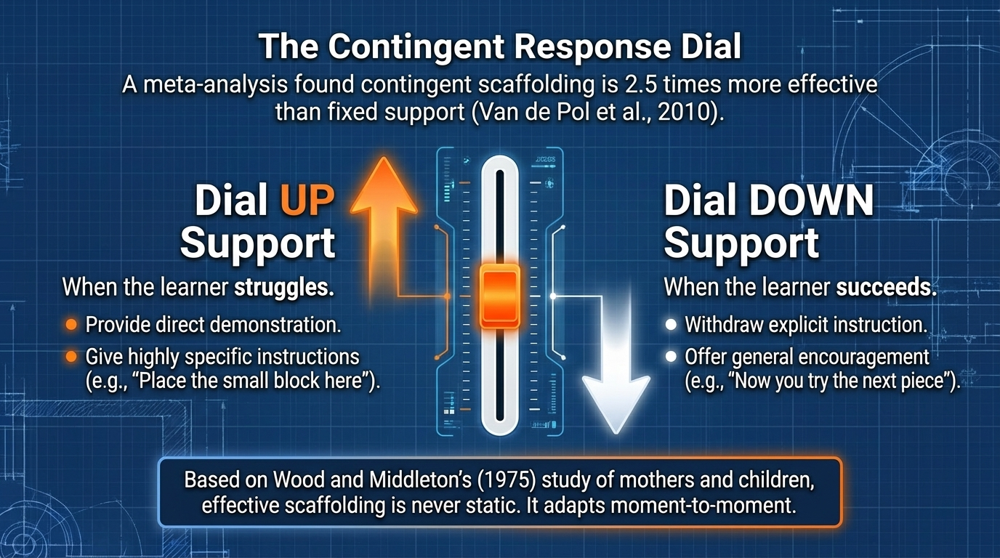 The Contingent Response Dial
A meta-analysis found contingent scaffolding is 2.5 times more effective
than fixed support (Van de Pol et al., 2010).
Dial UP
Support
When the learner struggles.
Provide direct demonstration.
Give highly specific instructions
(e.g., “Place the small block here”).
Dial DOWN
Support
When the learner succeeds.
Withdraw explicit instruction.
Offer general encouragement
(e.g., “Now you try the next piece”).
Based on Wood and Middleton’s (1975) study of mothers and children,
effective scaffolding is never static. It adapts moment-to-moment.